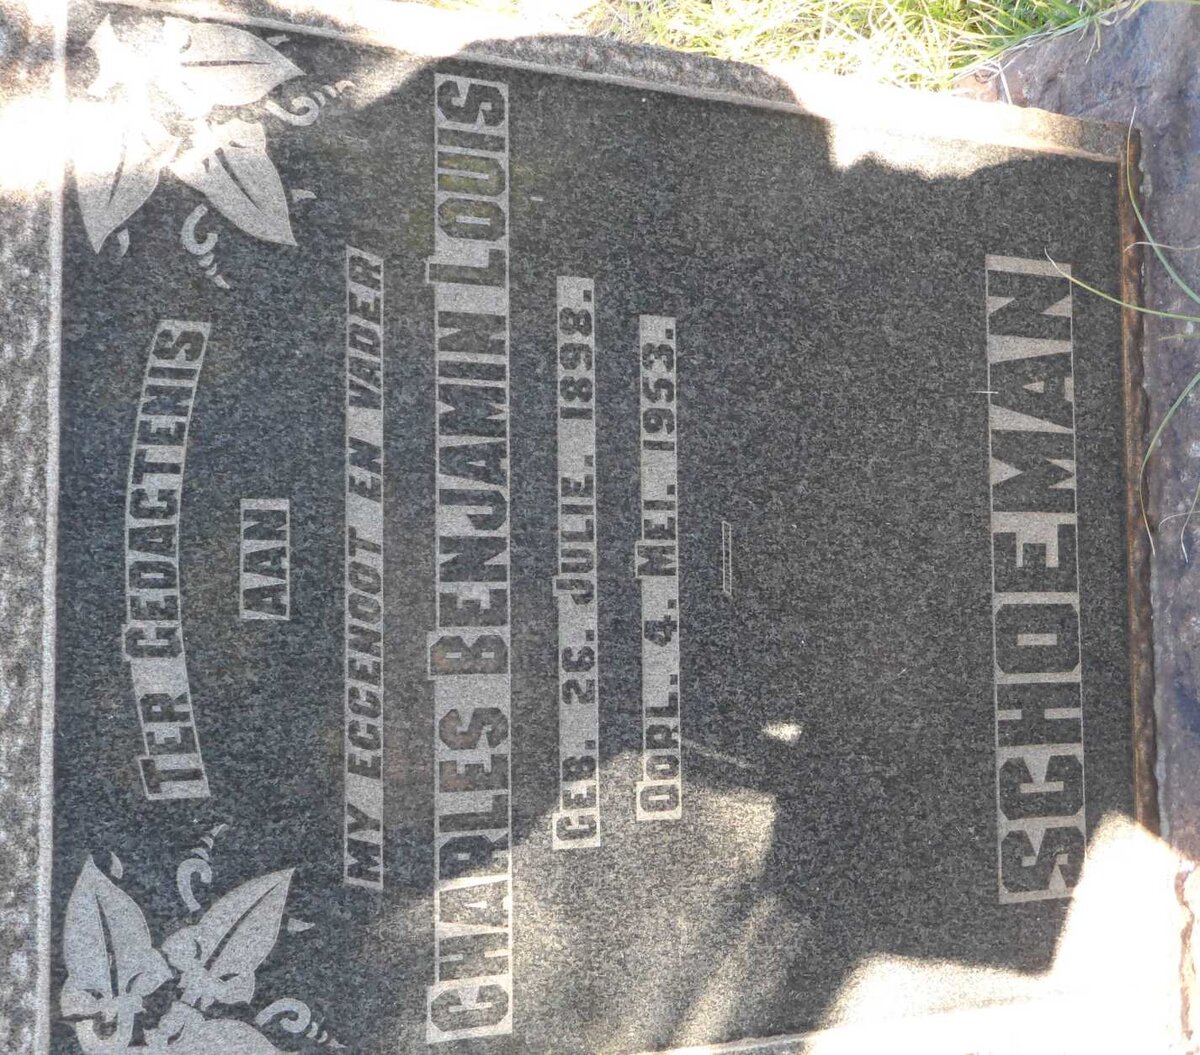 TER GEDAGTENIS
AAN
MY EGGENOOT EN VADER
CHARLES BENJAMIN LOUIS
GEB. 26. JULIE. 1898.
OORL. 4. MEI. 1953.
SCHOEMAN